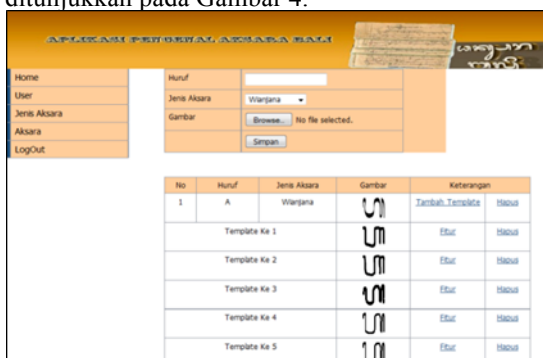 ditunjukkan pada Gambar 4.
APLIKASI PENGENAL AKSARA BALI
Home
User
Jenis Aksara
Aksara
LogOut
Huruf
Jenis Aksara Wianjana
Gambar Browse... No file selected.
Simpan
No Huruf Jenis Aksara Gambar Keterangan
1 A Wianjana Tambah Template Hapus
Template Ke 1 Fitur Hapus
Template Ke 2 Fitur Hapus
Template Ke 3 Fitur Hapus
Template Ke 4 Fitur Hapus
Template Ke 5 Fitur Hapus